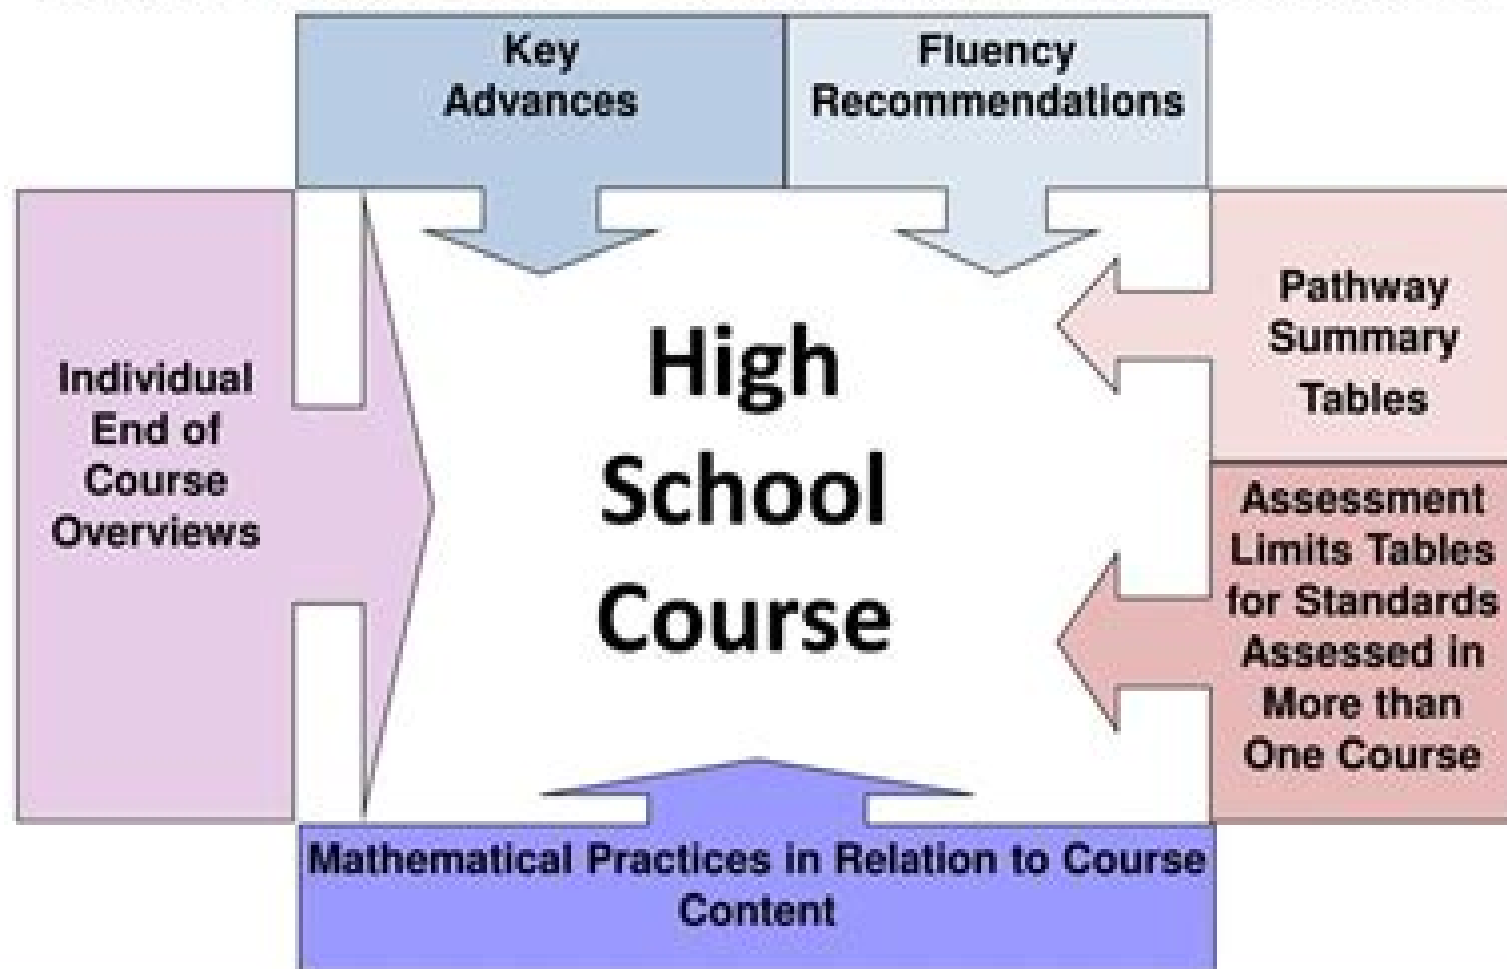 Key
Advances
Fluency
Recommendations
Individual
End of
Course
Overviews
High
School
Course
Pathway
Summary
Tables
Assessment
Limits Tables
for Standards
Assessed in
More than
One Course
Mathematical Practices in Relation to Course
Content